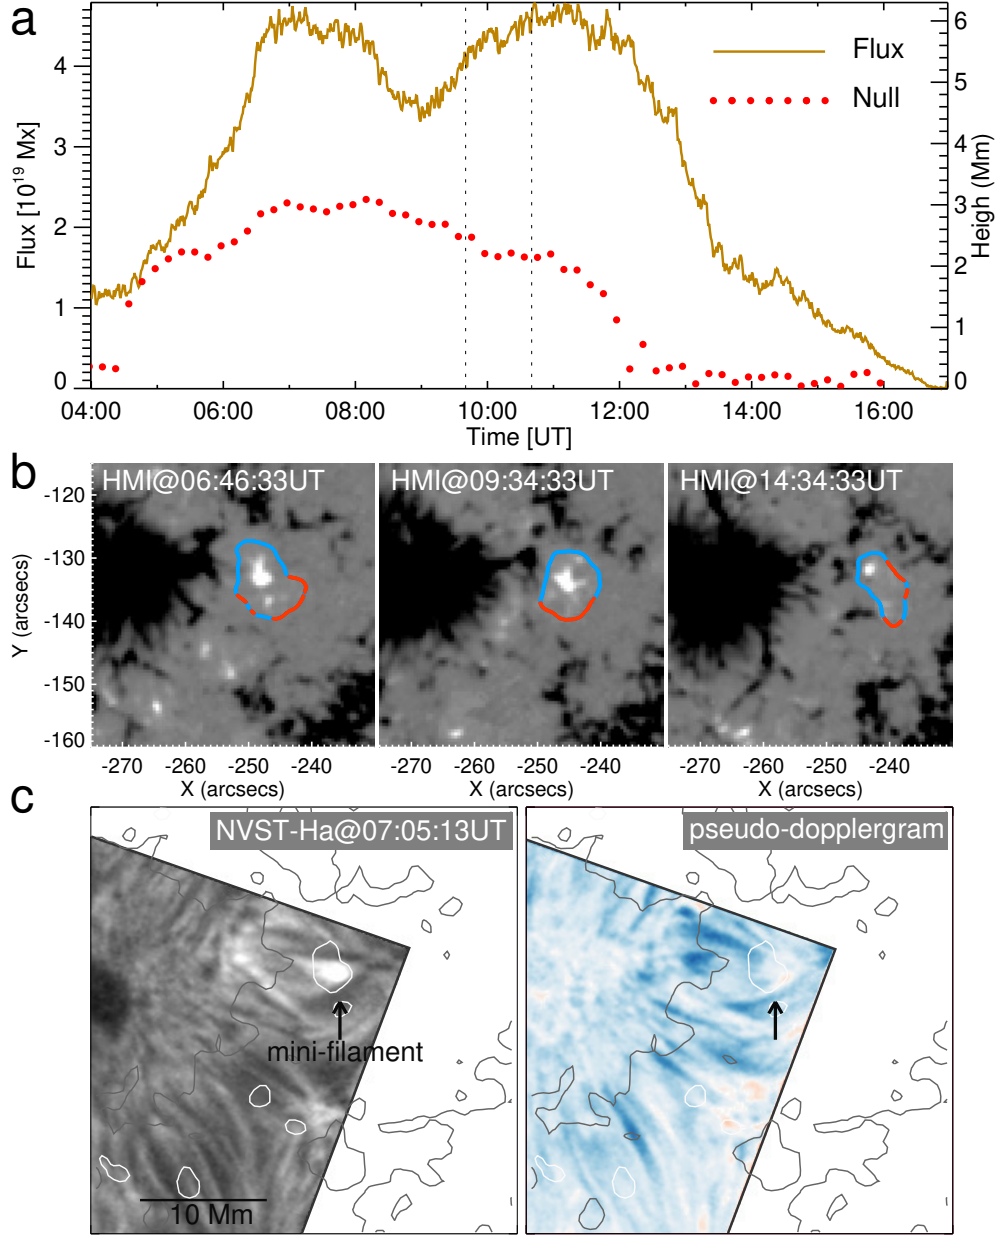 a
Flux
Null
Flux [10¹⁹ Mx]
4
3
2
1
0
Heigh (Mm)
6
5
4
3
2
1
0
04:00 06:00 08:00 10:00 12:00 14:00 16:00
Time [UT]
b
HMI@06:46:33UT HMI@09:34:33UT HMI@14:34:33UT
Y (arcsecs)
-120
-130
-140
-150
-160
-270 -260 -250 -240 -270 -260 -250 -240 -270 -260 -250 -240
X (arcsecs) X (arcsecs) X (arcsecs)
c
NVST-Ha@07:05:13UT pseudo-dopplergram
mini-filament
10 Mm